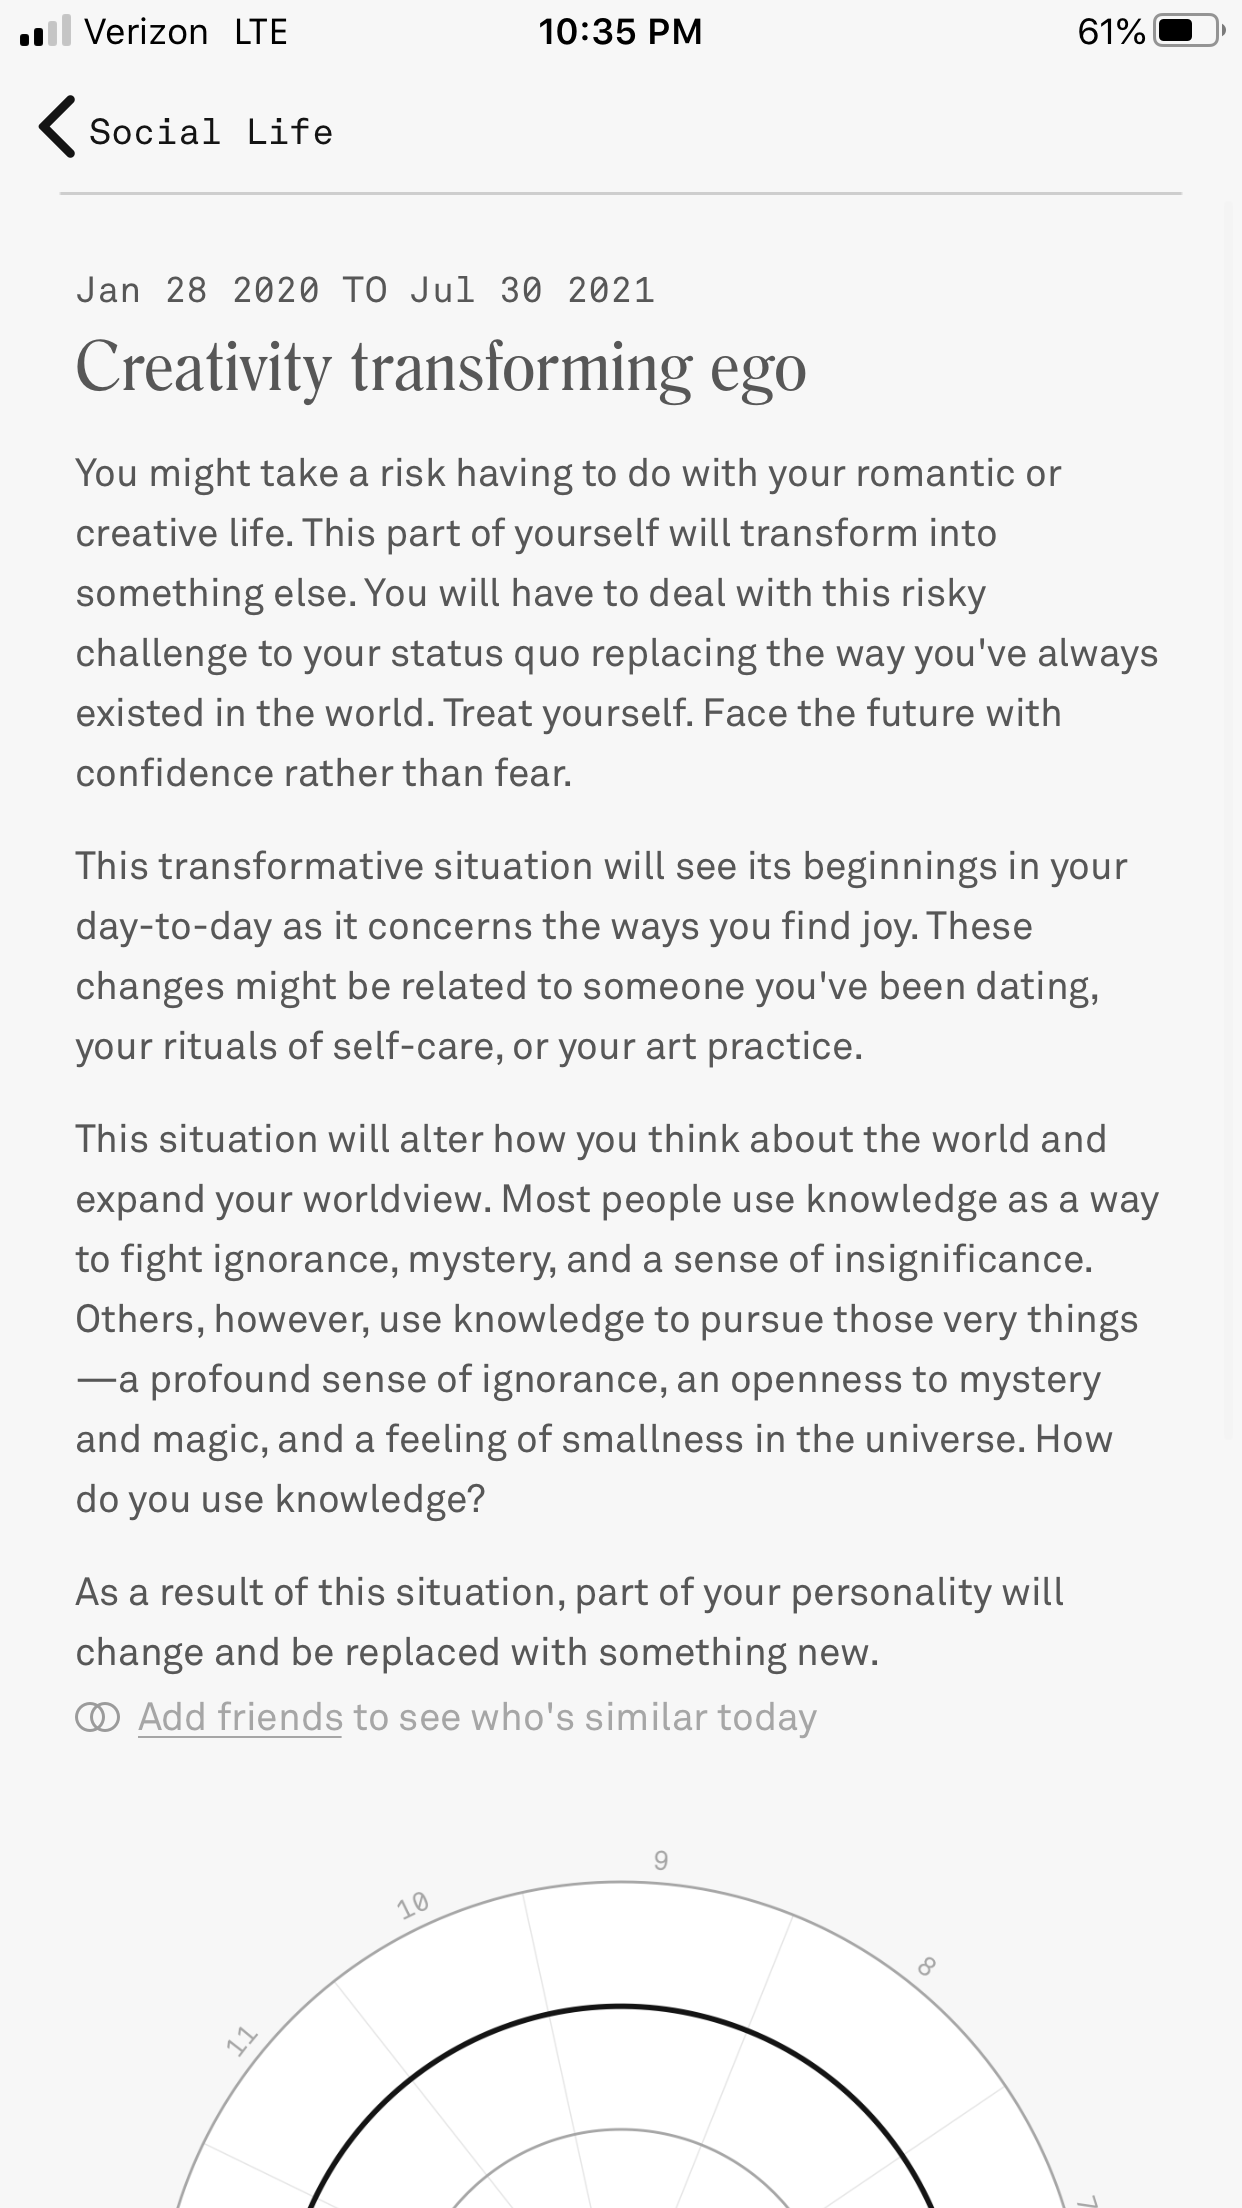 Verizon LTE 10:35 PM 61%
Social Life
Jan 28 2020 TO Jul 30 2021
Creativity transforming ego
You might take a risk having to do with your romantic or
creative life. This part of yourself will transform into
something else. You will have to deal with this risky
challenge to your status quo replacing the way you've always
existed in the world. Treat yourself. Face the future with
confidence rather than fear.
This transformative situation will see its beginnings in your
day-to-day as it concerns the ways you find joy. These
changes might be related to someone you've been dating,
your rituals of self-care, or your art practice.
This situation will alter how you think about the world and
expand your worldview. Most people use knowledge as a way
to fight ignorance, mystery, and a sense of insignificance.
Others, however, use knowledge to pursue those very things
—a profound sense of ignorance, an openness to mystery
and magic, and a feeling of smallness in the universe. How
do you use knowledge?
As a result of this situation, part of your personality will
change and be replaced with something new.
Add friends to see who's similar today
9
10
8
11
7